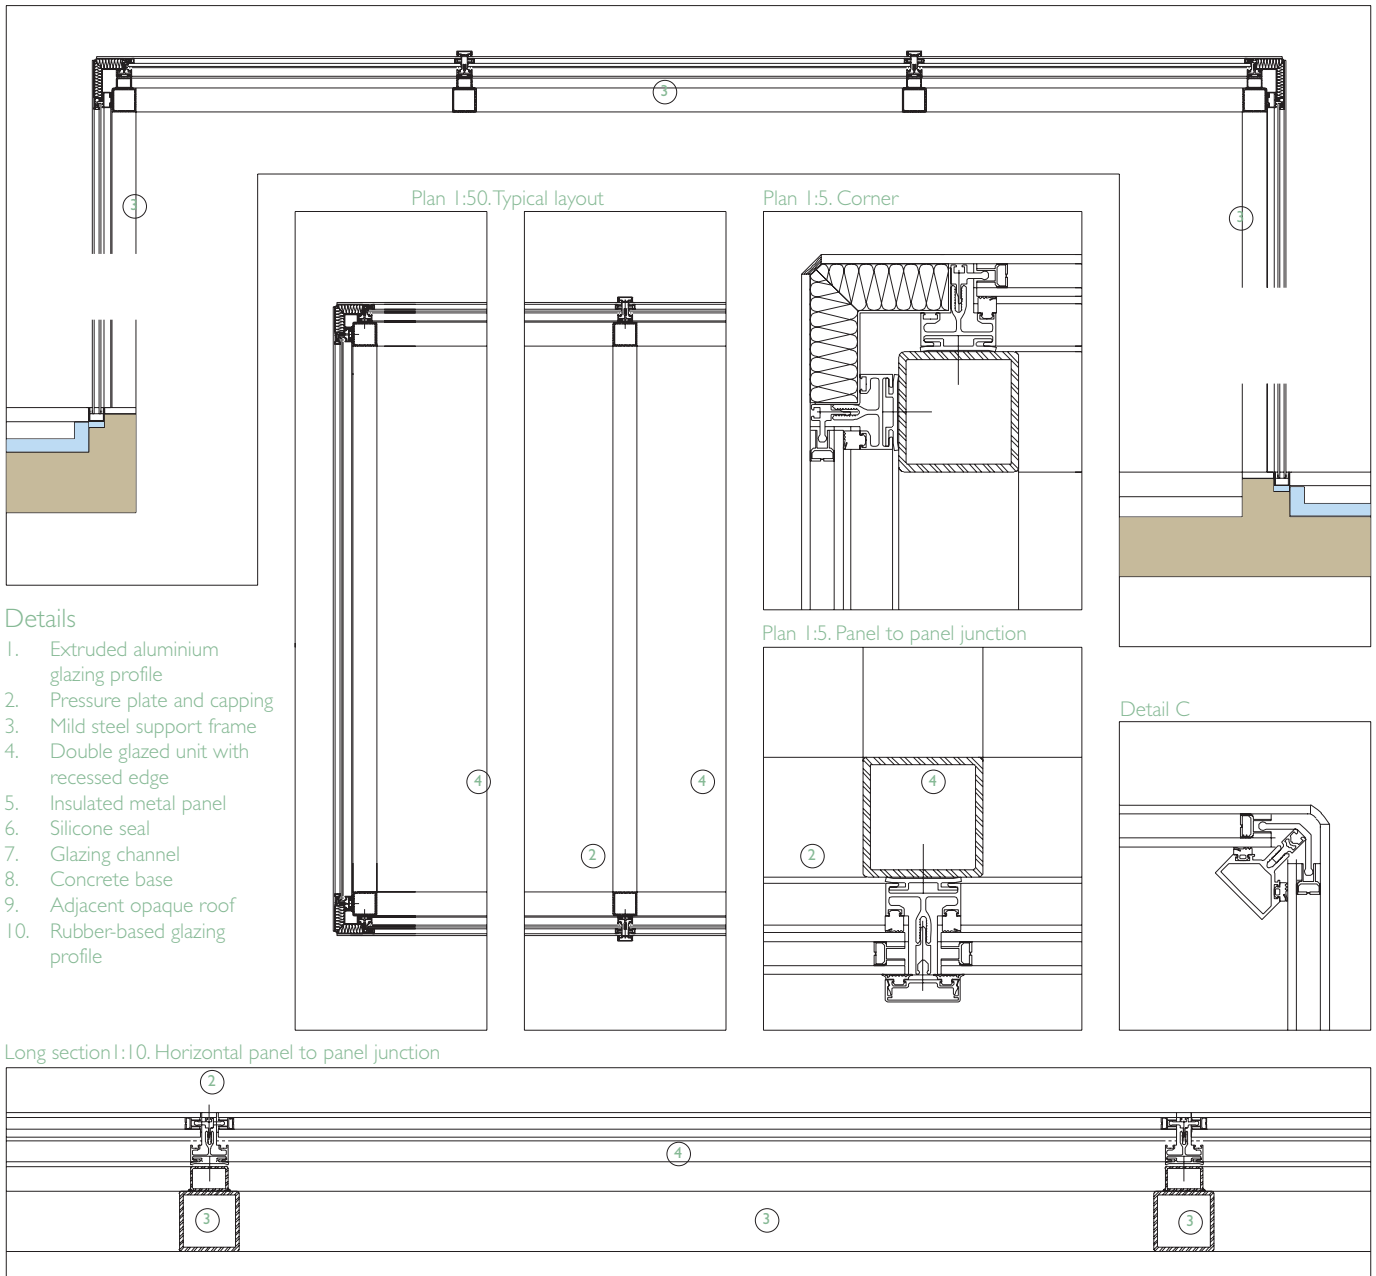 3
3
3
Plan 1:50. Typical layout
Plan 1:5. Corner
Details
1. Extruded aluminium
glazing profile
2. Pressure plate and capping
3. Mild steel support frame
4. Double glazed unit with
recessed edge
5. Insulated metal panel
6. Silicone seal
7. Glazing channel
8. Concrete base
9. Adjacent opaque roof
10. Rubber-based glazing
profile
4
4
2
Plan 1:5. Panel to panel junction
4
2
Detail C
Long section1:10. Horizontal panel to panel junction
2
4
3
3
3